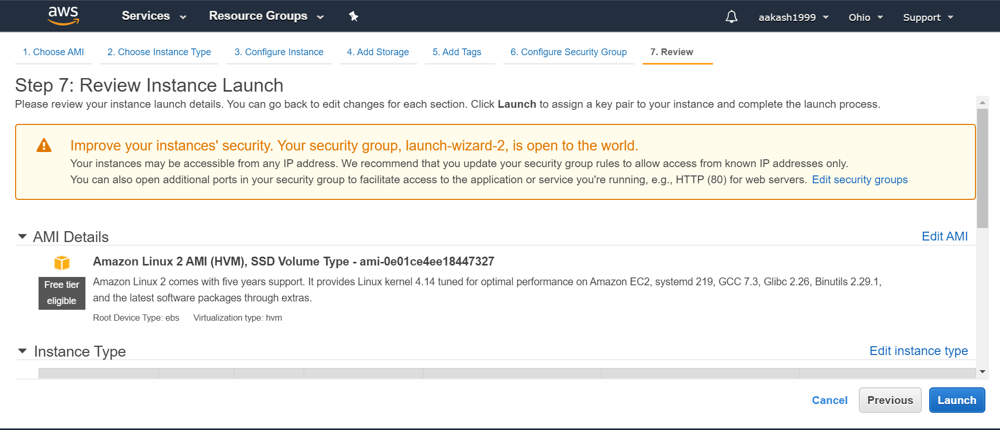 aws Services Resource Groups aakash1999 Ohio Support
1. Choose AMI 2. Choose Instance Type 3. Configure Instance 4. Add Storage 5. Add Tags 6. Configure Security Group 7. Review
Step 7: Review Instance Launch
Please review your instance launch details. You can go back to edit changes for each section. Click Launch to assign a key pair to your instance and complete the launch process.
Improve your instances' security. Your security group, launch-wizard-2, is open to the world.
Your instances may be accessible from any IP address. We recommend that you update your security group rules to allow access from known IP addresses only.
You can also open additional ports in your security group to facilitate access to the application or service you're running, e.g., HTTP (80) for web servers. Edit security groups
AMI Details Edit AMI
Amazon Linux 2 AMI (HVM), SSD Volume Type - ami-0e01ce4ee18447327
Free tier
eligible
Amazon Linux 2 comes with five years support. It provides Linux kernel 4.14 tuned for optimal performance on Amazon EC2, systemd 219, GCC 7.3, Glibc 2.26, Binutils 2.29.1,
and the latest software packages through extras.
Root Device Type: ebs Virtualization type: hvm
Instance Type Edit instance type
Cancel Previous Launch